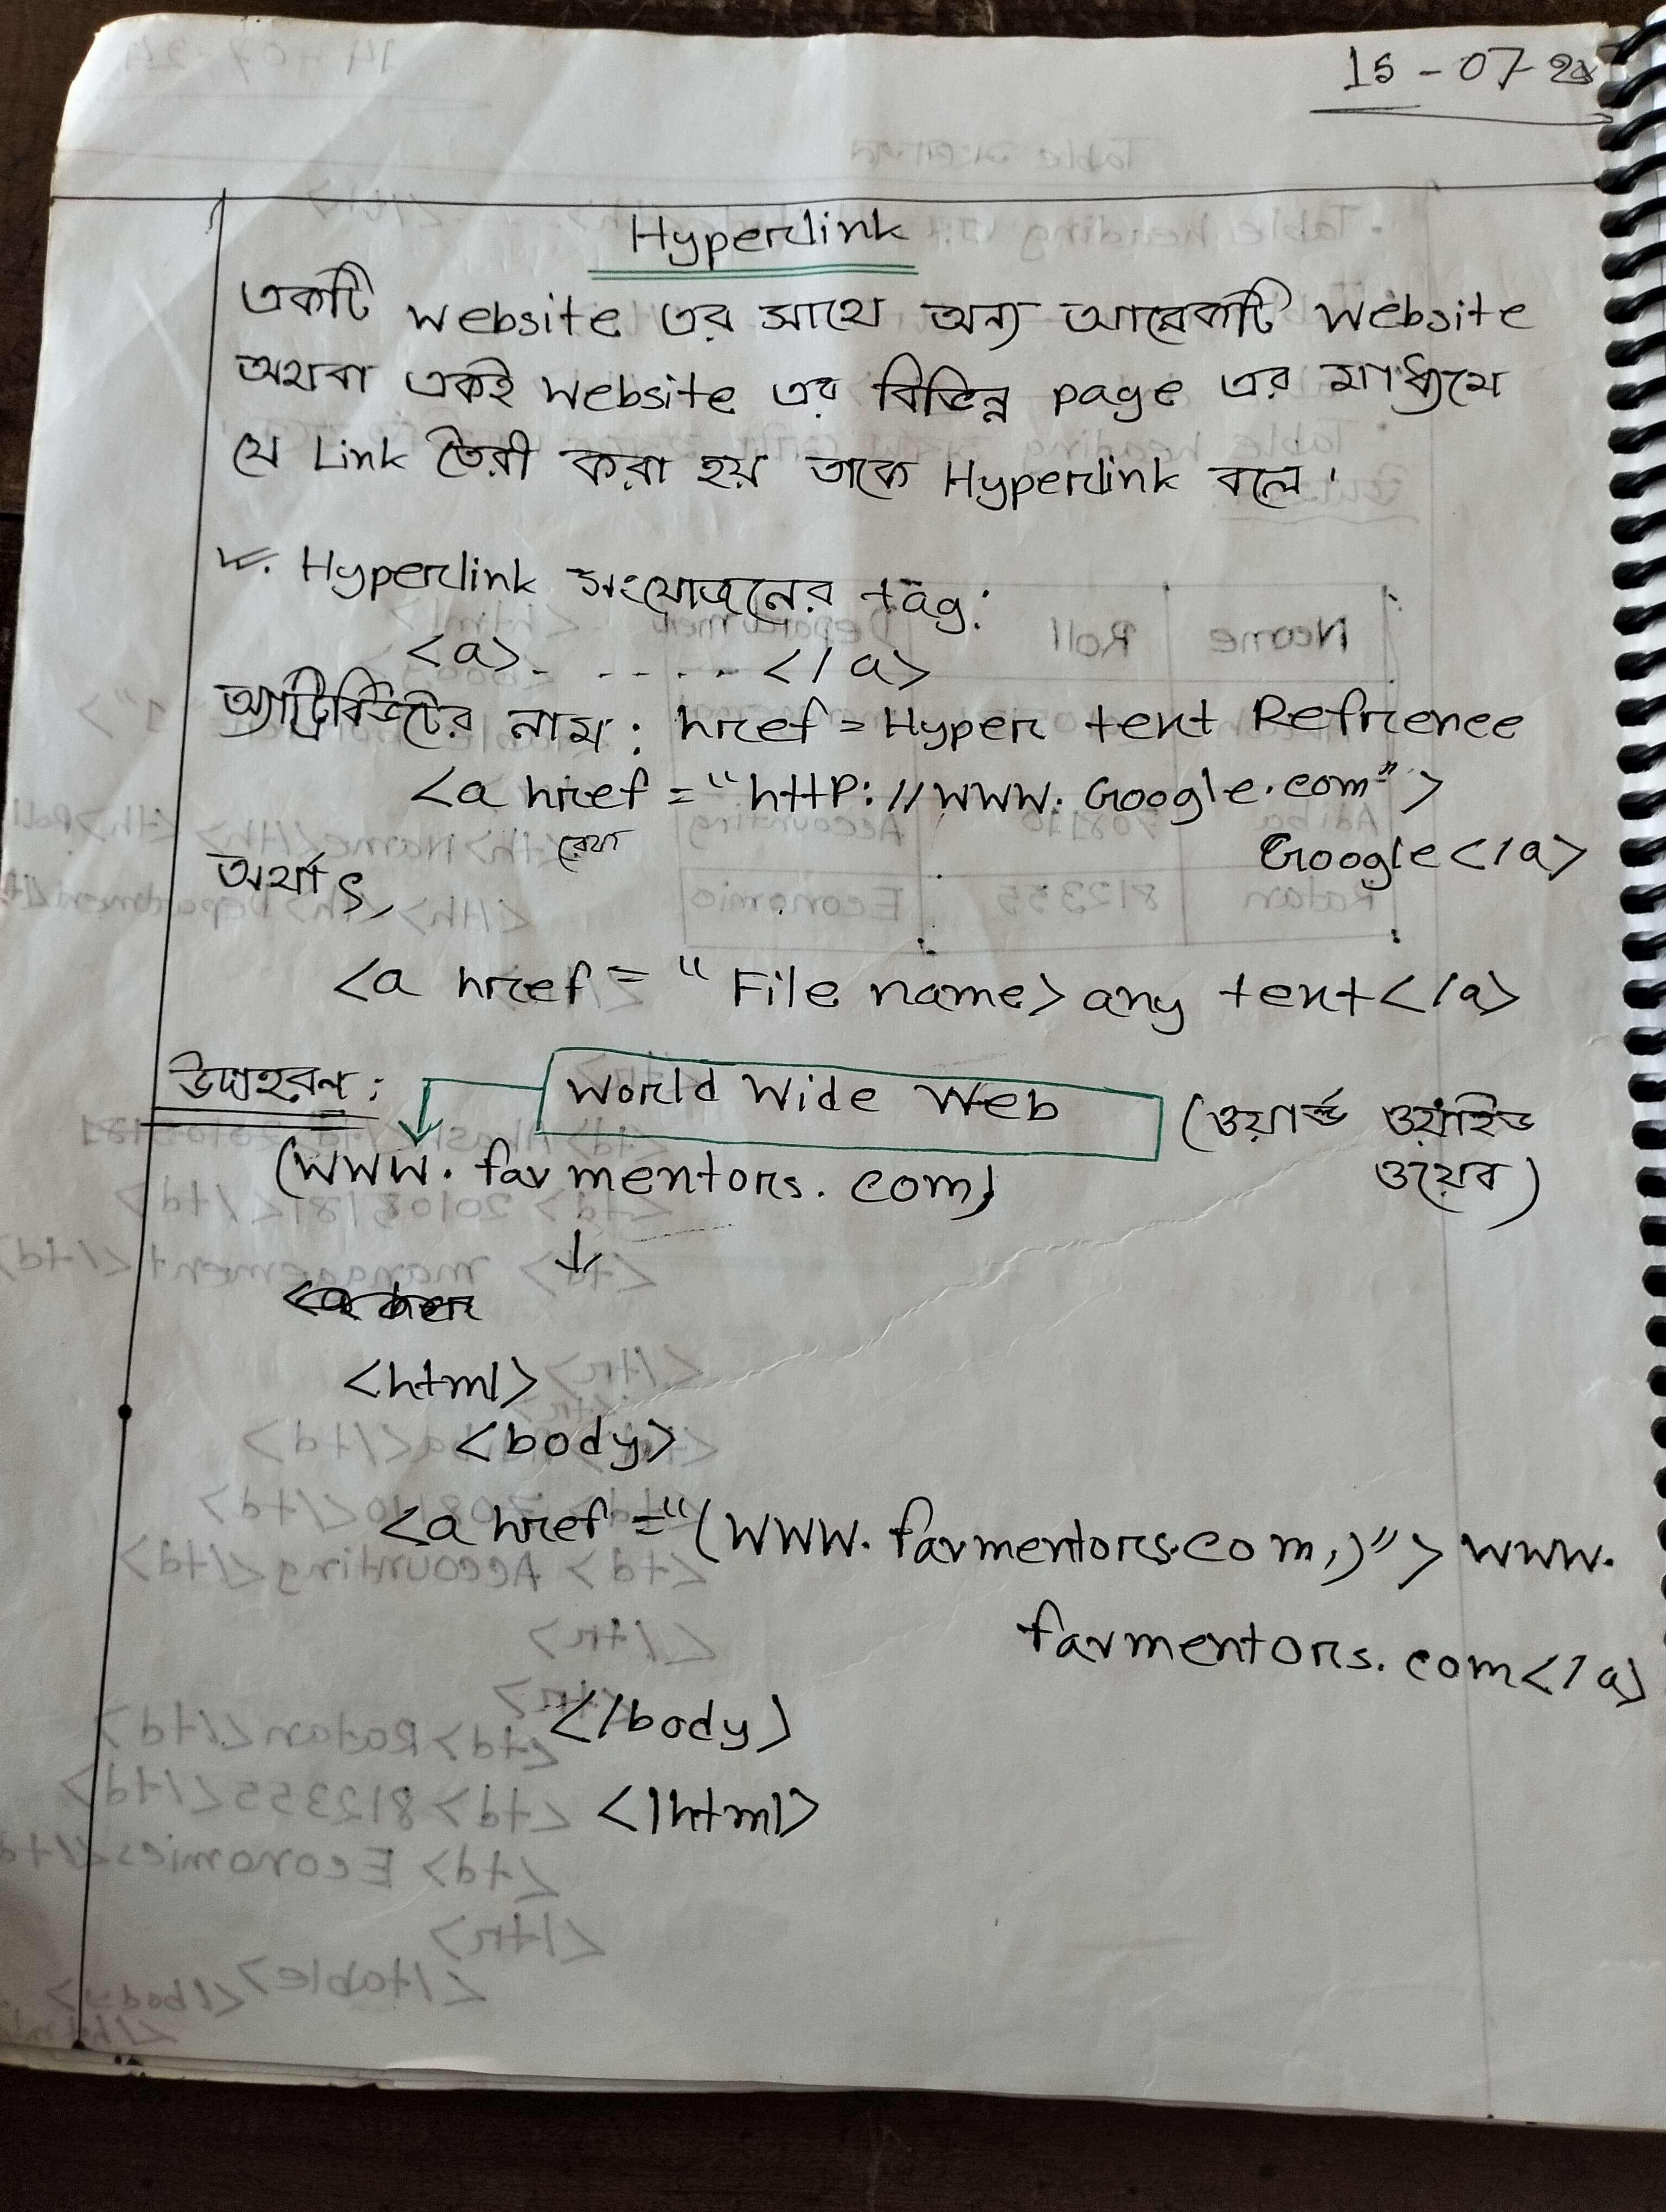 15-07-24
Hyperlink
একটি website এর সাথে অন্য আরেকটি website
অথবা একই website এর বিভিন্ন page এর মাধ্যমে
যে Link তৈরী করা হয় তাকে Hyperlink বলে।
Hyperlink সংযোজনের tag:
<a>. - - - - - </a>
অ্যাট্রিবিউটের নাম: href = Hyper text Refrence
<a href = "http://www.Google.com">
Google</a>
অর্থাৎ,
<a href = "File name> any text</a>
উদাহরন: World Wide Web (ওয়ার্ল্ড ওয়াইড
ওয়েব)
(www.farmentors.com)
↓
<html>
<body>
<a href ="(www.farmentors.com,)"> www.
farmentors.com</a>
</body>
</html>